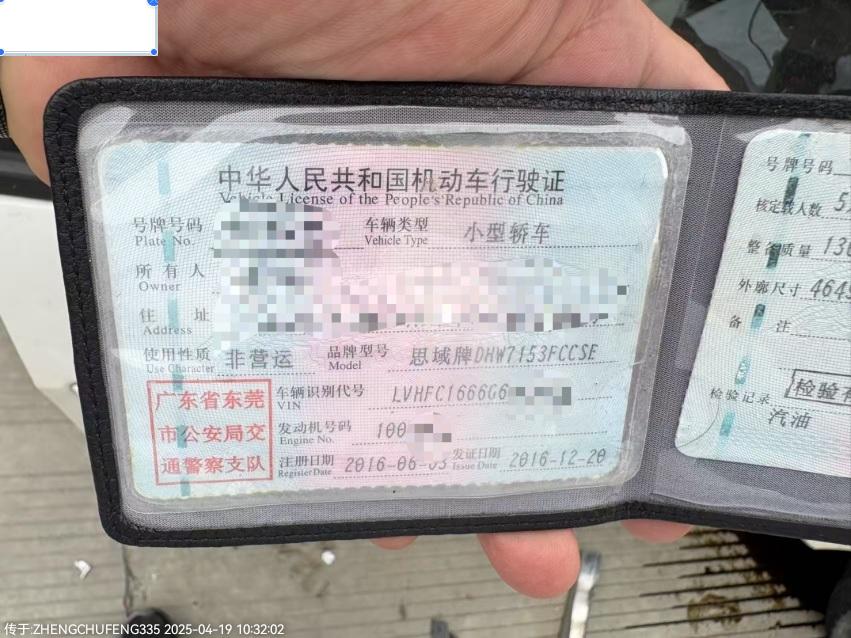 中华人民共和国机动车行驶证
Vehicle License of the People's Republic of China
号牌号码
Plate No.
车辆类型 小型轿车
Vehicle Type
所有人
Owner
住址
Address
使用性质 非营运
Use Character
品牌型号 思域牌DHW7153FCCSE
Model
广东省东莞
市公安局交
通警察支队
车辆识别代号 LVHFC1666G6
VIN
发动机号码 100
Engine No.
注册日期 2016-06-03
Register Date
发证日期 2016-12-20
Issue Date
号牌号码
核定载人数 5
整备质量 13
外廓尺寸 464
备注
检验记录
检验
汽油
传于:ZHENGCHUFENG335 2025-04-19 10:32:02